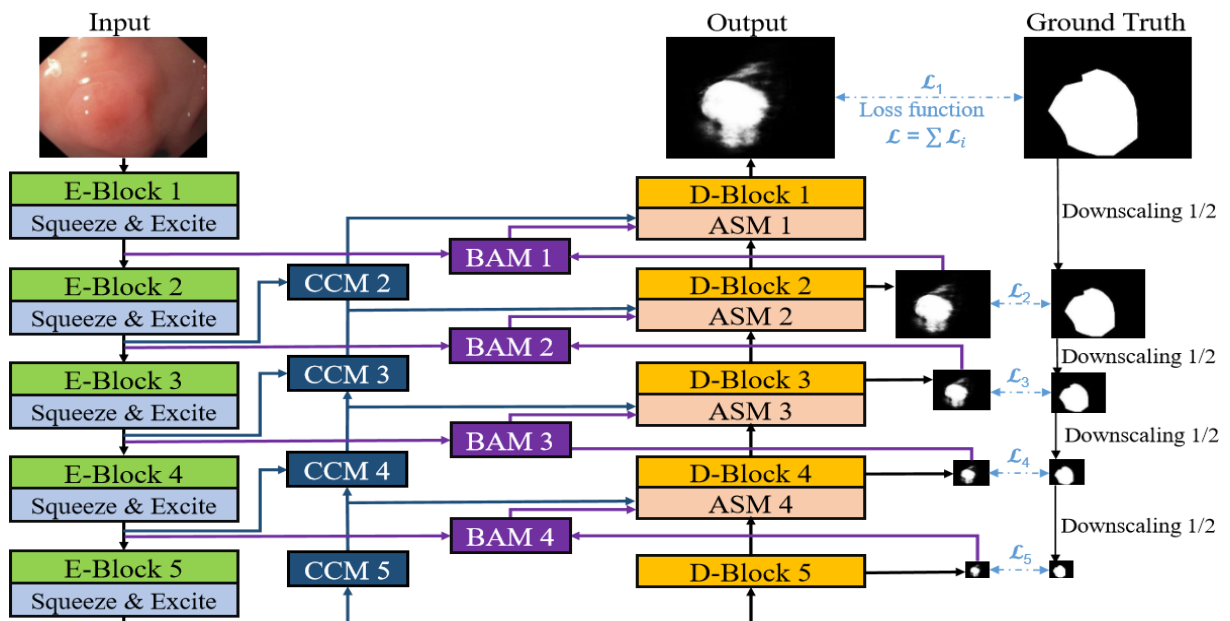 Input
Output
Ground Truth
ℒ1
Loss function
ℒ = ∑ ℒi
E-Block 1
Squeeze & Excite
D-Block 1
ASM 1
Downscaling 1/2
BAM 1
CCM 2
E-Block 2
Squeeze & Excite
D-Block 2
ASM 2
ℒ2
BAM 2
Downscaling 1/2
CCM 3
E-Block 3
Squeeze & Excite
D-Block 3
ASM 3
ℒ3
BAM 3
Downscaling 1/2
CCM 4
E-Block 4
Squeeze & Excite
D-Block 4
ASM 4
ℒ4
BAM 4
Downscaling 1/2
CCM 5
E-Block 5
Squeeze & Excite
D-Block 5
ℒ5